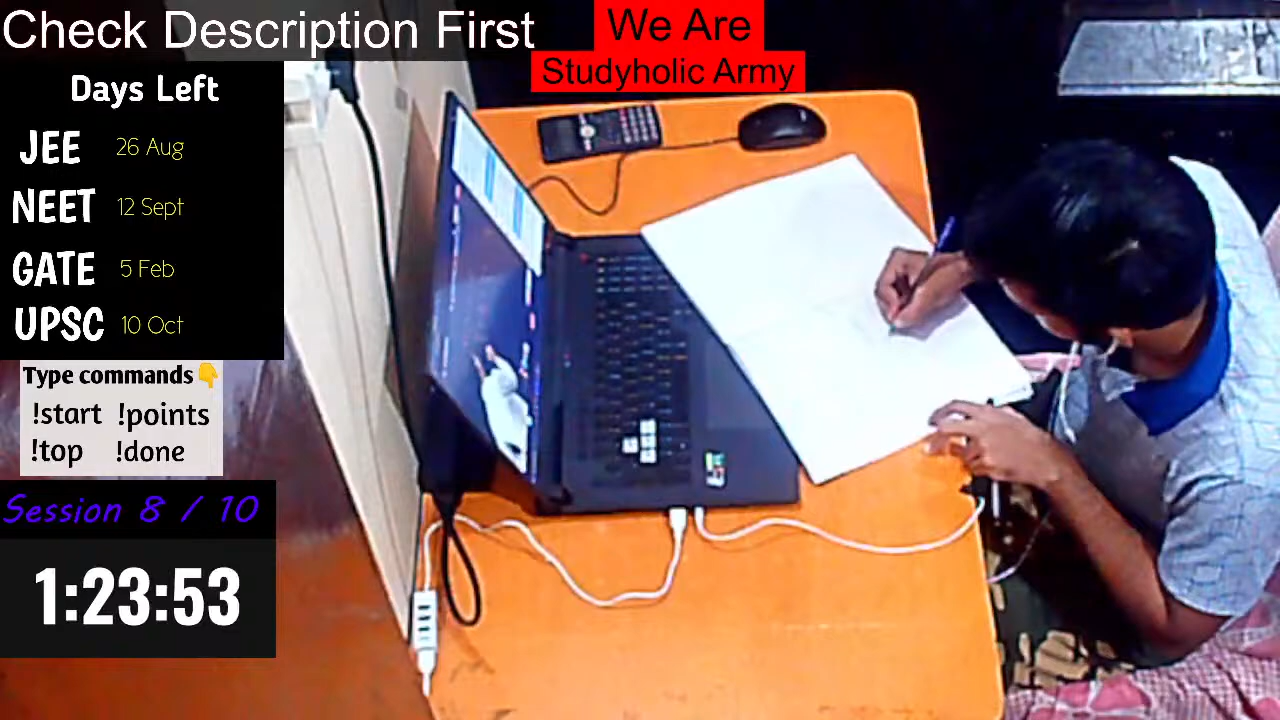 Check Description First
We Are
Studyholic Army
Days Left
JEE 26 Aug
NEET 12 Sept
GATE 5 Feb
UPSC 10 Oct
Type commands👇
!start !points
!top !done
Session 8 / 10
1:23:53